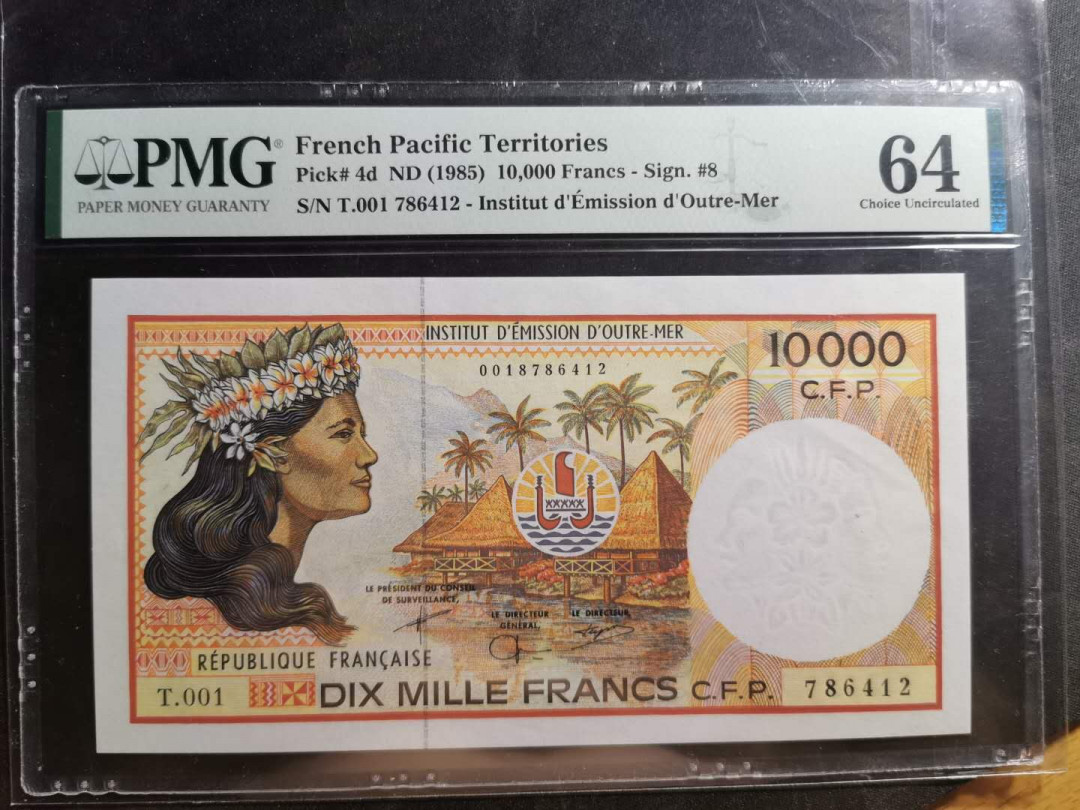 PMG®
PAPER MONEY GUARANTY
French Pacific Territories
Pick# 4d ND (1985) 10,000 Francs - Sign. #8
S/N T.001 786412 - Institut d'Émission d'Outre-Mer
64
Choice Uncirculated
INSTITUT D'ÉMISSION D'OUTRE-MER
10000
C.F.P.
0018786412
LE PRÉSIDENT DU CONSEIL
DE SURVEILLANCE,
LE DIRECTEUR
GÉNÉRAL,
LE DIRECTEUR
RÉPUBLIQUE FRANÇAISE
T.001
DIX MILLE FRANCS C.F.P.
786412